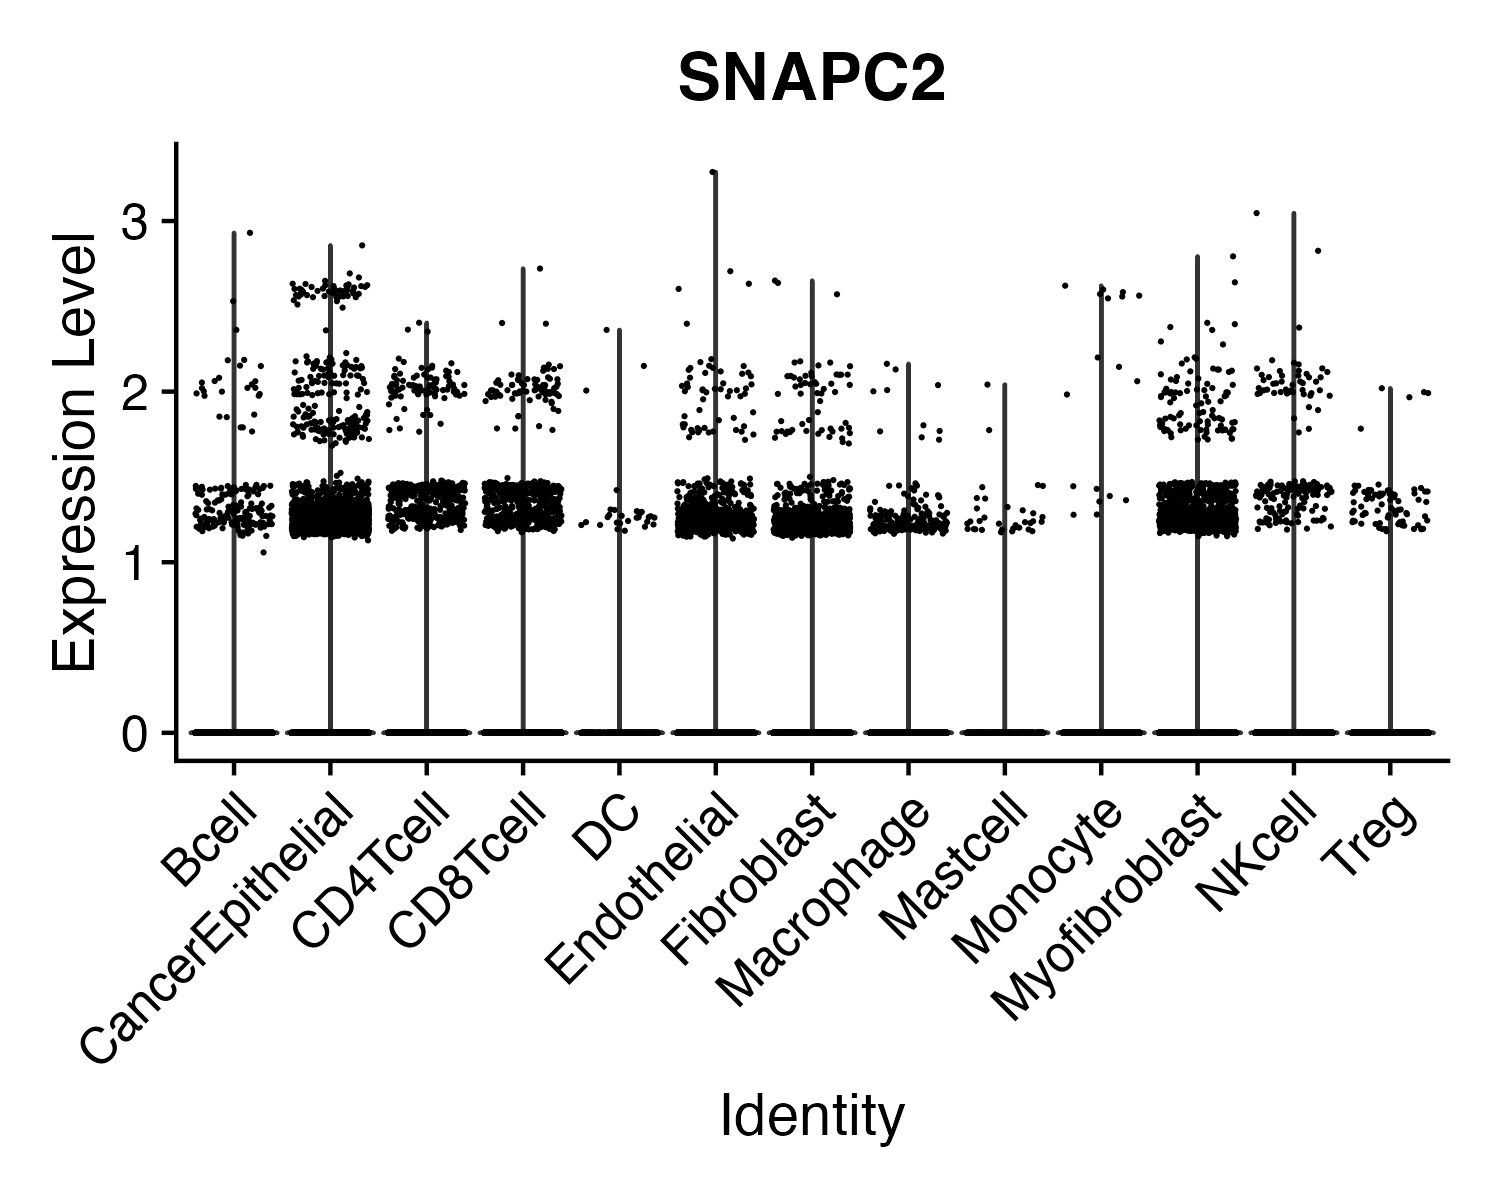 SNAPC2
Expression Level
3
2
1
0
Bcell
CancerEpithelial
CD4Tcell
CD8Tcell
DC
Endothelial
Fibroblast
Macrophage
Mastcell
Monocyte
Myofibroblast
NKcell
Treg
Identity